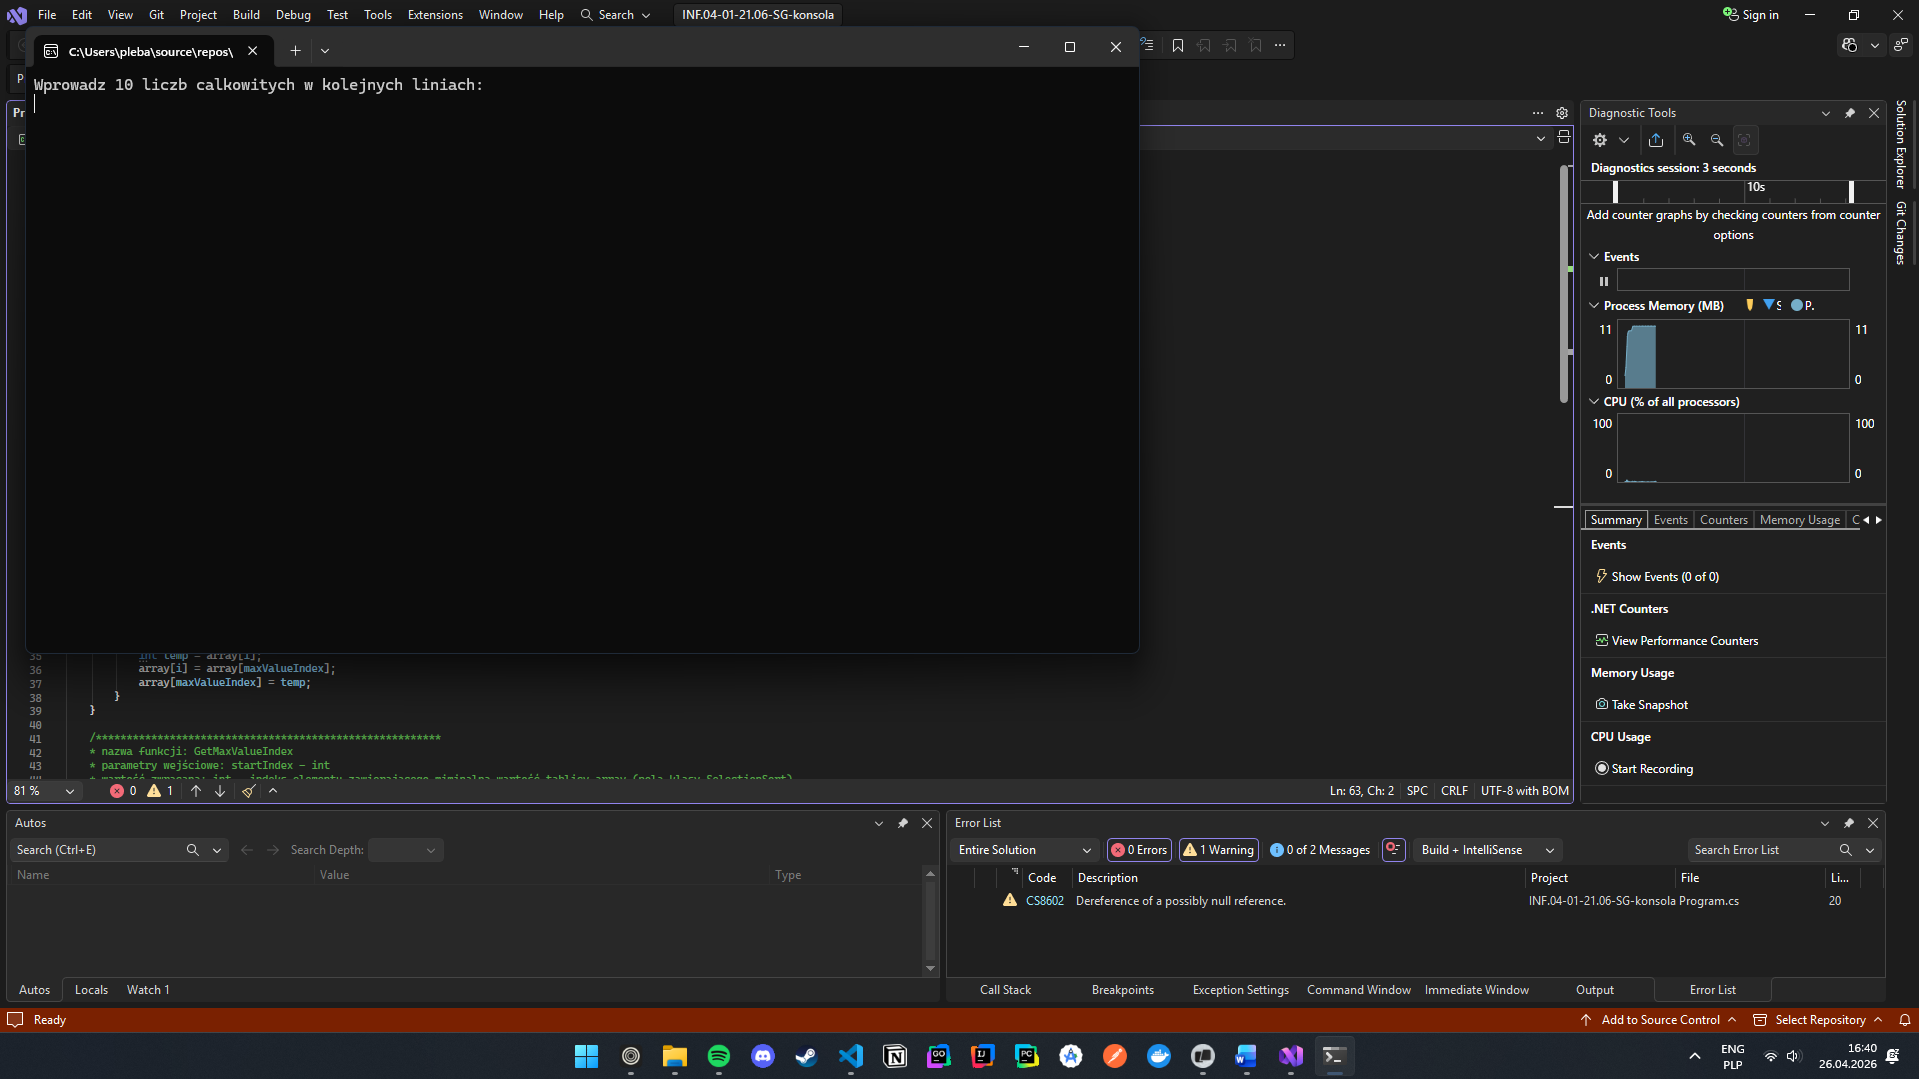 File Edit View Git Project Build Debug Test Tools Extensions Window Help Search INF.04-01-21.06-SG-konsola Sign in
C:\Users\pleba\source\repos\
Wprowadz 10 liczb calkowitych w kolejnych liniach:
35 int temp = array[i];
36 array[i] = array[maxValueIndex];
37 array[maxValueIndex] = temp;
38 }
39 }
40
41 /*********************************************************
42 * nazwa funkcji: GetMaxValueIndex
43 * parametry wejściowe: startIndex - int
81 % 0 1 Ln: 63, Ch: 2 SPC CRLF UTF-8 with BOM
Diagnostic Tools
Diagnostics session: 3 seconds
10s
Add counter graphs by checking counters from counter
options
Events
Process Memory (MB) S P.
11 11
0 0
CPU (% of all processors)
100 100
0 0
Summary Events Counters Memory Usage C
Events
Show Events (0 of 0)
.NET Counters
View Performance Counters
Memory Usage
Take Snapshot
CPU Usage
Start Recording
Solution Explorer
Git Changes
Autos
Search (Ctrl+E) Search Depth:
Name Value Type
Autos Locals Watch 1
Error List
Entire Solution 0 Errors 1 Warning 0 of 2 Messages Build + IntelliSense Search Error List
Code Description Project File Li...
CS8602 Dereference of a possibly null reference. INF.04-01-21.06-SG-konsola Program.cs 20
Call Stack Breakpoints Exception Settings Command Window Immediate Window Output Error List
Ready Add to Source Control Select Repository
ENG
PLP
16:40
26.04.2026